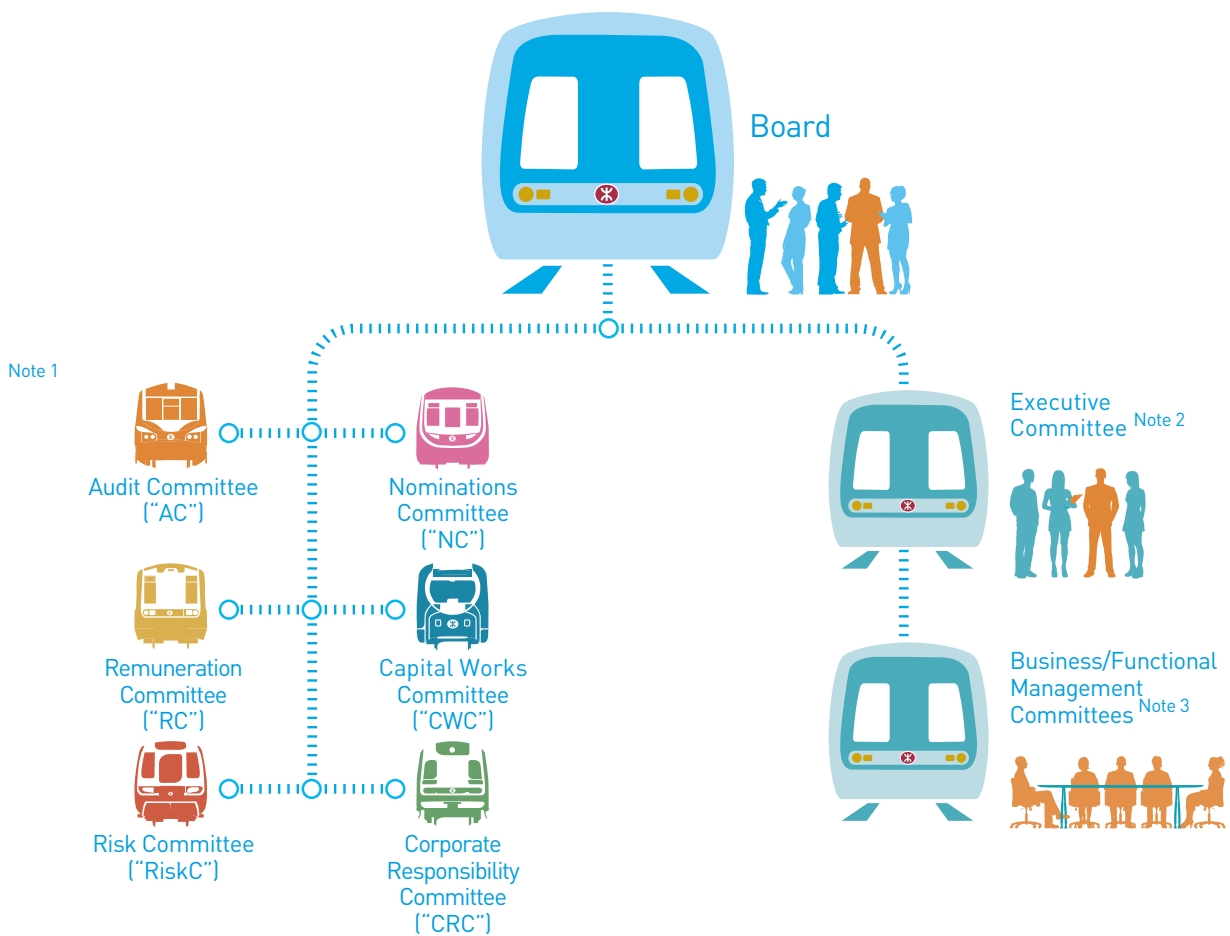 Board
Note 1
Audit Committee
(“AC”)
Nominations
Committee
(“NC”)
Remuneration
Committee
(“RC”)
Capital Works
Committee
(“CWC”)
Risk Committee
(“RiskC”)
Corporate
Responsibility
Committee
(“CRC”)
Executive
Committee Note 2
Business/Functional
Management
Committees Note 3